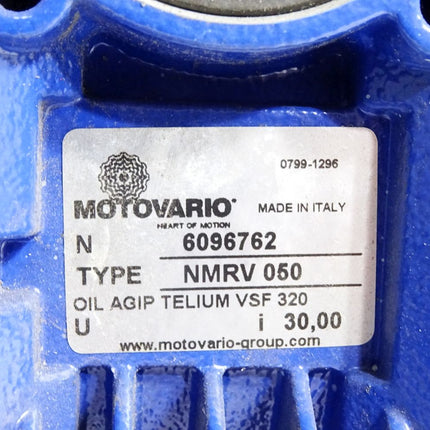 0799-1296
MOTOVARIO®
HEART OF MOTION
MADE IN ITALY
N 6096762
TYPE NMRV 050
OIL AGIP TELIUM VSF 320
U i 30,00
www.motovario-group.com